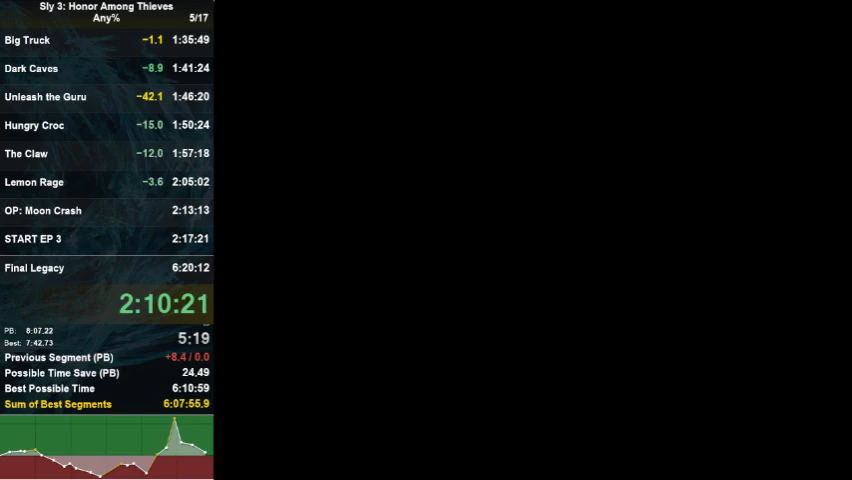 Sly 3: Honor Among Thieves
Any% 5/17
Big Truck −1.1 1:35:49
Dark Caves −8.9 1:41:24
Unleash the Guru −42.1 1:46:20
Hungry Croc −15.0 1:50:24
The Claw −12.0 1:57:18
Lemon Rage −3.6 2:05:02
OP: Moon Crash 2:13:13
START EP 3 2:17:21
Final Legacy 6:20:12
2:10:21
PB: 8:07.22
Best: 7:42.73
5:19
Previous Segment (PB) +8.4 / 0.0
Possible Time Save (PB) 24.49
Best Possible Time 6:10:59
Sum of Best Segments 6:07:55.9